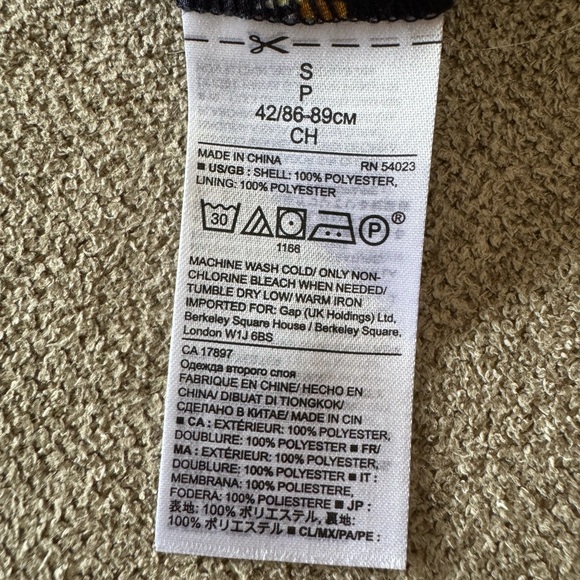 S
P
42/86-89CM
CH
MADE IN CHINA RN 54023
■ US/GB : SHELL: 100% POLYESTER,
LINING: 100% POLYESTER
30 P ®
1166
MACHINE WASH COLD/ ONLY NON-
CHLORINE BLEACH WHEN NEEDED/
TUMBLE DRY LOW/ WARM IRON
IMPORTED FOR: Gap (UK Holdings) Ltd,
Berkeley Square House / Berkeley Square,
London W1J 6BS
CA 17897
Одежда второго слоя
FABRIQUÉ EN CHINE/ HECHO EN
CHINA/ DIBUAT DI TIONGKOK/
СДЕЛАНО В КИТАЕ/ MADE IN CIN
■ CA : EXTÉRIEUR: 100% POLYESTER,
DOUBLURE: 100% POLYESTER ■ FR/
MA : EXTÉRIEUR: 100% POLYESTER,
DOUBLURE: 100% POLYESTER ■ IT :
MEMBRANA: 100% POLIESTERE,
FODERA: 100% POLIESTERE ■ JP :
表地: 100% ポリエステル, 裏地:
100% ポリエステル ■ CL/MX/PA/PE :